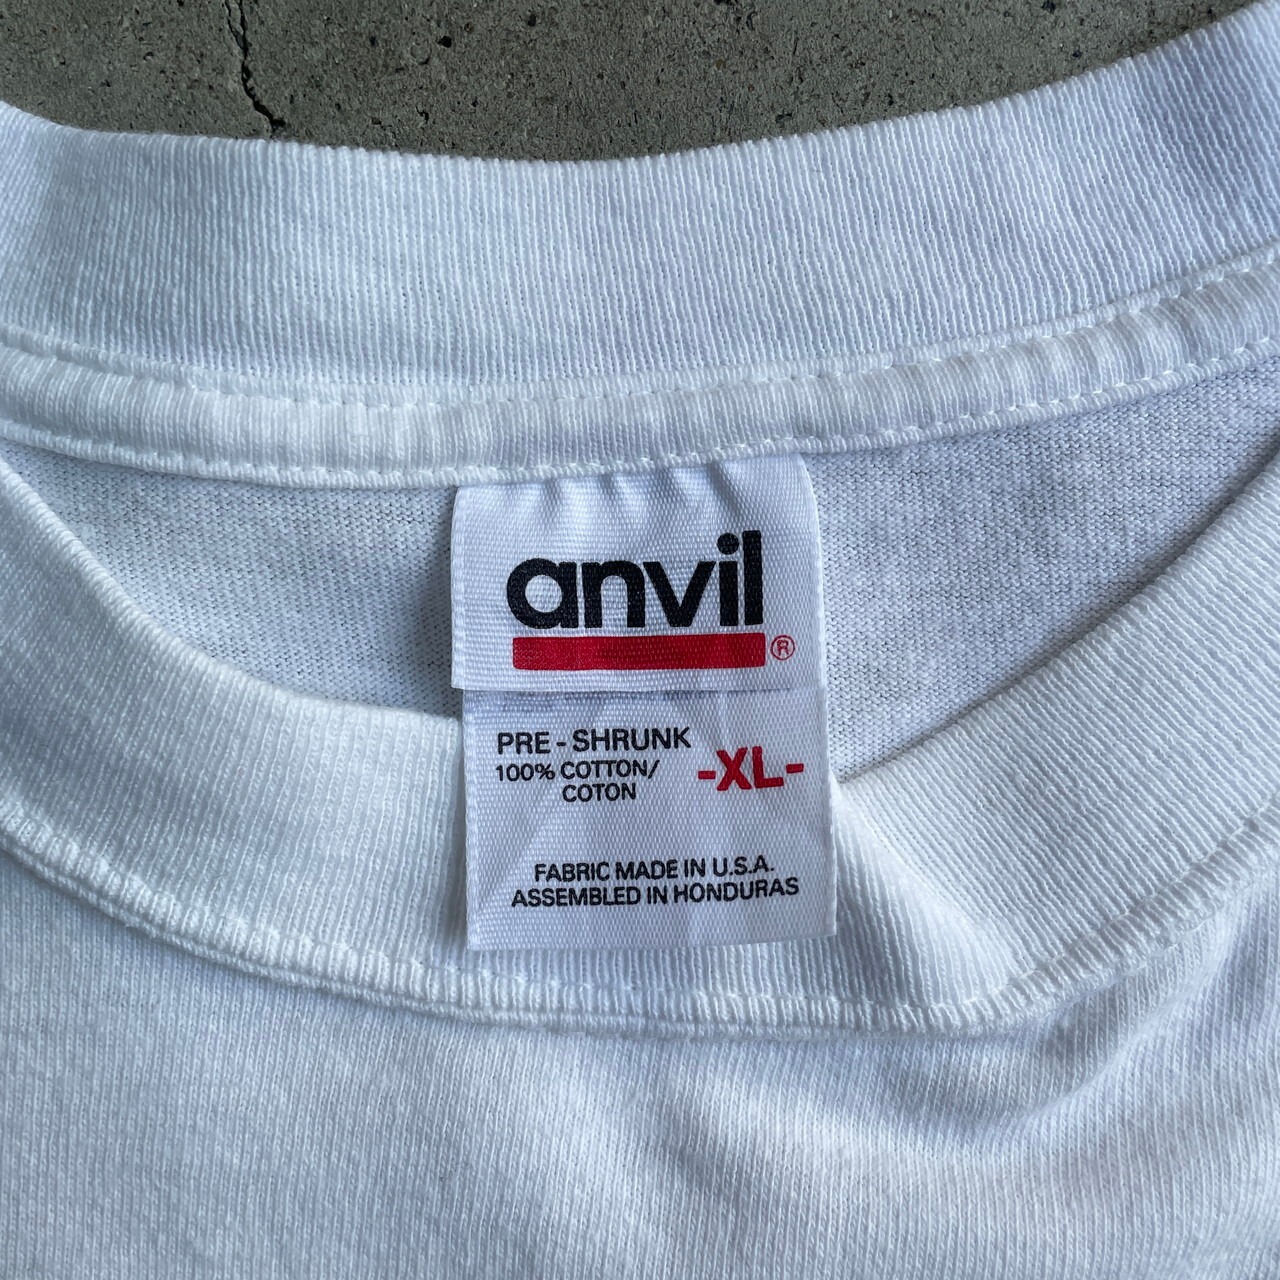 anvil®
PRE - SHRUNK
100% COTTON/
COTON
-XL-
FABRIC MADE IN U.S.A.
ASSEMBLED IN HONDURAS